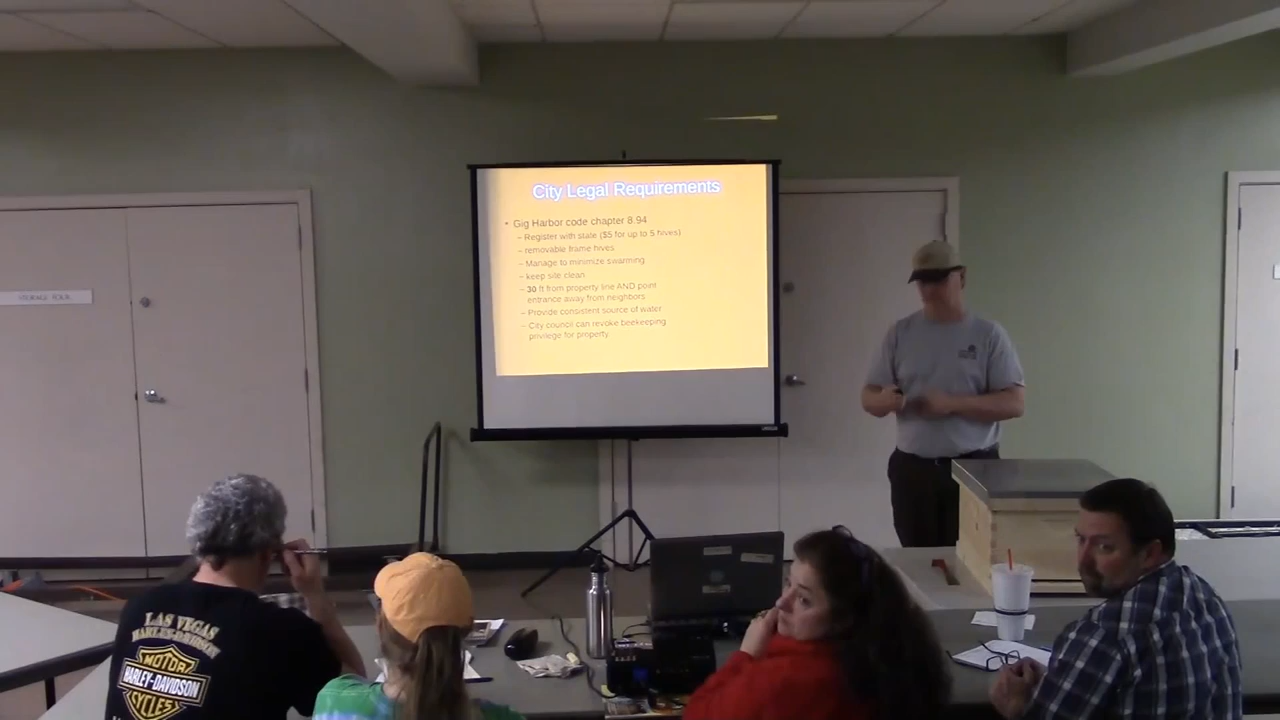 City Legal Requirements
• Gig Harbor code chapter 8.94
– Register with state ($5 for up to 5 hives)
– removable frame hives
– Manage to minimize swarming
– keep site clean
– 30 ft from property line AND point
entrance away from neighbors
– Provide consistent source of water
– City council can revoke beekeeping
privilege for property
LAS VEGAS
HARLEY-DAVIDSON
MOTOR
HARLEY-DAVIDSON
CYCLES